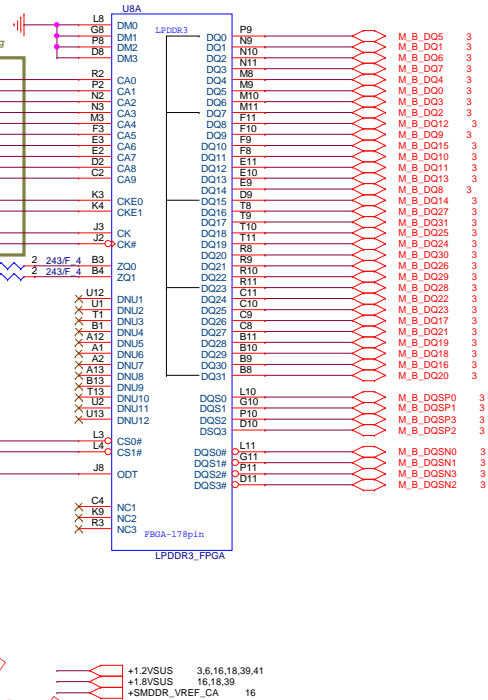 U8A
L8 DM0 LPDDR3 DQ0 P9 M_B_DQ5 3
G8 DM1 DQ1 N9 M_B_DQ1 3
P8 DM2 DQ2 N10 M_B_DQ6 3
D8 DM3 DQ3 N11 M_B_DQ7 3
DQ4 M8 M_B_DQ4 3
R2 CA0 DQ5 M9 M_B_DQ0 3
P2 CA1 DQ6 M10 M_B_DQ3 3
N2 CA2 DQ7 M11 M_B_DQ2 3
N3 CA3 DQ8 F11 M_B_DQ12 3
M3 CA4 DQ9 F10 M_B_DQ9 3
F3 CA5 DQ10 F9 M_B_DQ15 3
E3 CA6 DQ11 F8 M_B_DQ10 3
E2 CA7 DQ12 E11 M_B_DQ11 3
D2 CA8 DQ13 E10 M_B_DQ13 3
C2 CA9 DQ14 E9 M_B_DQ8 3
K3 CKE0 DQ15 D9 M_B_DQ14 3
K4 CKE1 DQ16 T8 M_B_DQ27 3
DQ17 T9 M_B_DQ31 3
J3 CK DQ18 T10 M_B_DQ25 3
J2 CK# DQ19 T11 M_B_DQ24 3
DQ20 R8 M_B_DQ30 3
2 243/F_4 B3 ZQ0 DQ21 R9 M_B_DQ26 3
2 243/F_4 B4 ZQ1 DQ22 R10 M_B_DQ29 3
DQ23 R11 M_B_DQ28 3
U12 DNU1 DQ24 C11 M_B_DQ22 3
U1 DNU2 DQ25 C10 M_B_DQ23 3
T1 DNU3 DQ26 C9 M_B_DQ17 3
B1 DNU4 DQ27 C8 M_B_DQ21 3
A12 DNU5 DQ28 B11 M_B_DQ19 3
A1 DNU6 DQ29 B10 M_B_DQ18 3
A2 DNU7 DQ30 B9 M_B_DQ16 3
A13 DNU8 DQ31 B8 M_B_DQ20 3
B13 DNU9
T13 DNU10 DQS0 L10 M_B_DQSP0 3
U2 DNU11 DQS1 G10 M_B_DQSP1 3
U13 DNU12 DQS2 P10 M_B_DQSP3 3
DSQ3 D10 M_B_DQSP2 3
L3 CS0#
L4 CS1# DQS0# L11 M_B_DQSN0 3
DQS1# G11 M_B_DQSN1 3
J8 ODT DQS2# P11 M_B_DQSN3 3
DQS3# D11 M_B_DQSN2 3
C4 NC1
K9 NC2
R3 NC3
FBGA-178pin
LPDDR3_FPGA
+1.2VSUS 3,6,16,18,39,41
+1.8VSUS 16,18,39
+SMDDR_VREF_CA 16